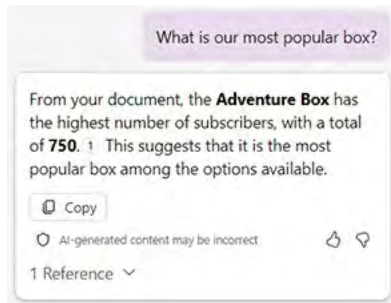 What is our most popular box?
From your document, the Adventure Box has
the highest number of subscribers, with a total
of 750. 1 This suggests that it is the most
popular box among the options available.
Copy
AI-generated content may be incorrect
1 Reference